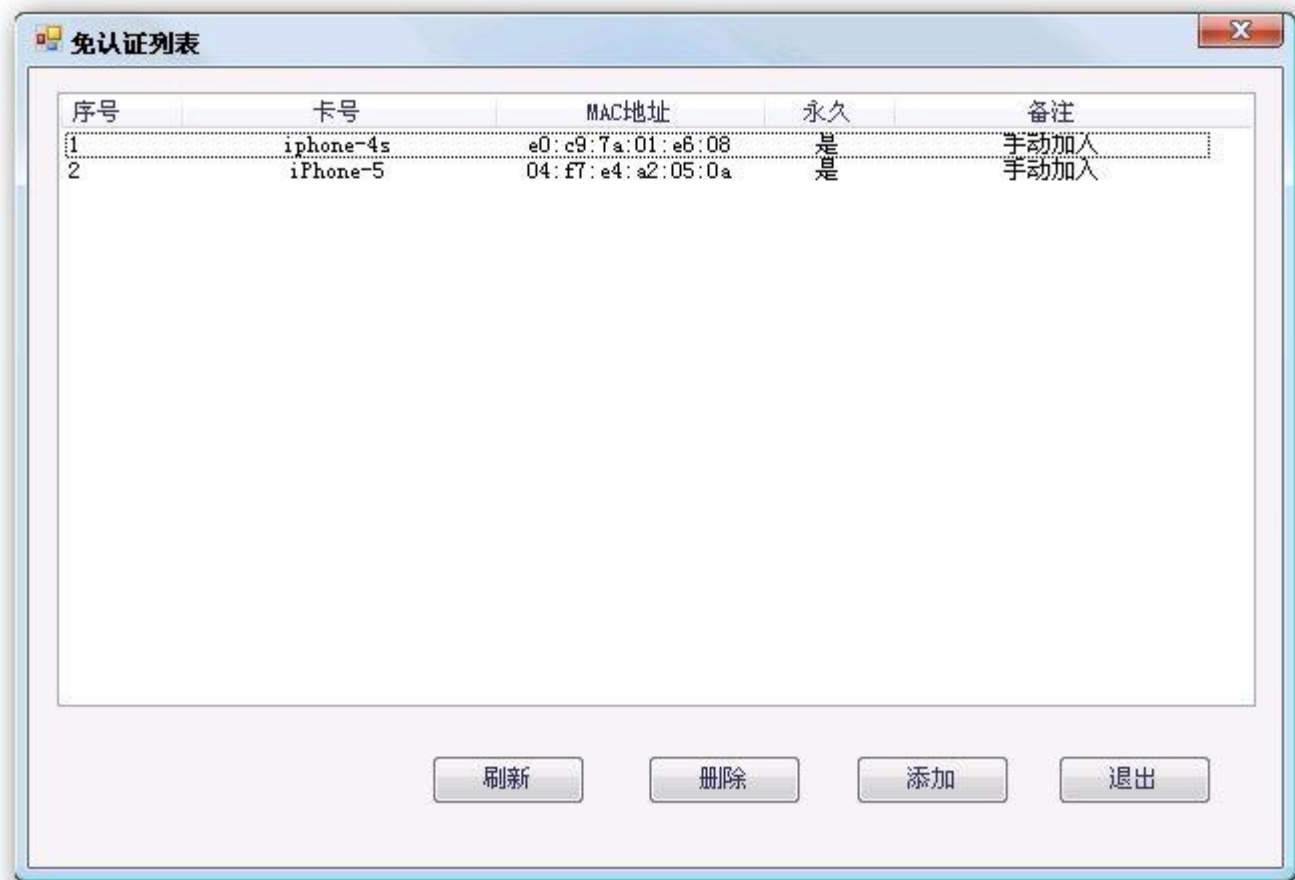 免认证列表
序号 卡号 MAC地址 永久 备注
1 iphone-4s e0:c9:7a:01:e6:08 是 手动加入
2 iPhone-5 04:f7:e4:a2:05:0a 是 手动加入
刷新 删除 添加 退出